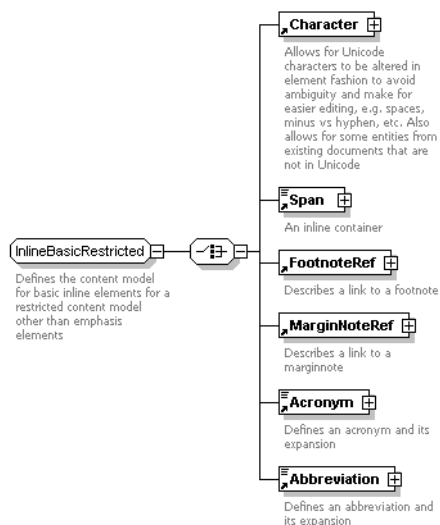 Character
Allows for Unicode
characters to be altered in
element fashion to avoid
ambiguity and make for
easier editing, e.g. spaces,
minus vs hyphen, etc. Also
allows for some entities from
existing documents that are
not in Unicode
Span
An inline container
InlineBasicRestricted
Defines the content model
for basic inline elements for a
restricted content model
other than emphasis
elements
FootnoteRef
Describes a link to a footnote
MarginNoteRef
Describes a link to a
marginnote
Acronym
Defines an acronym and its
expansion
Abbreviation
Defines an abbreviation and
its expansion